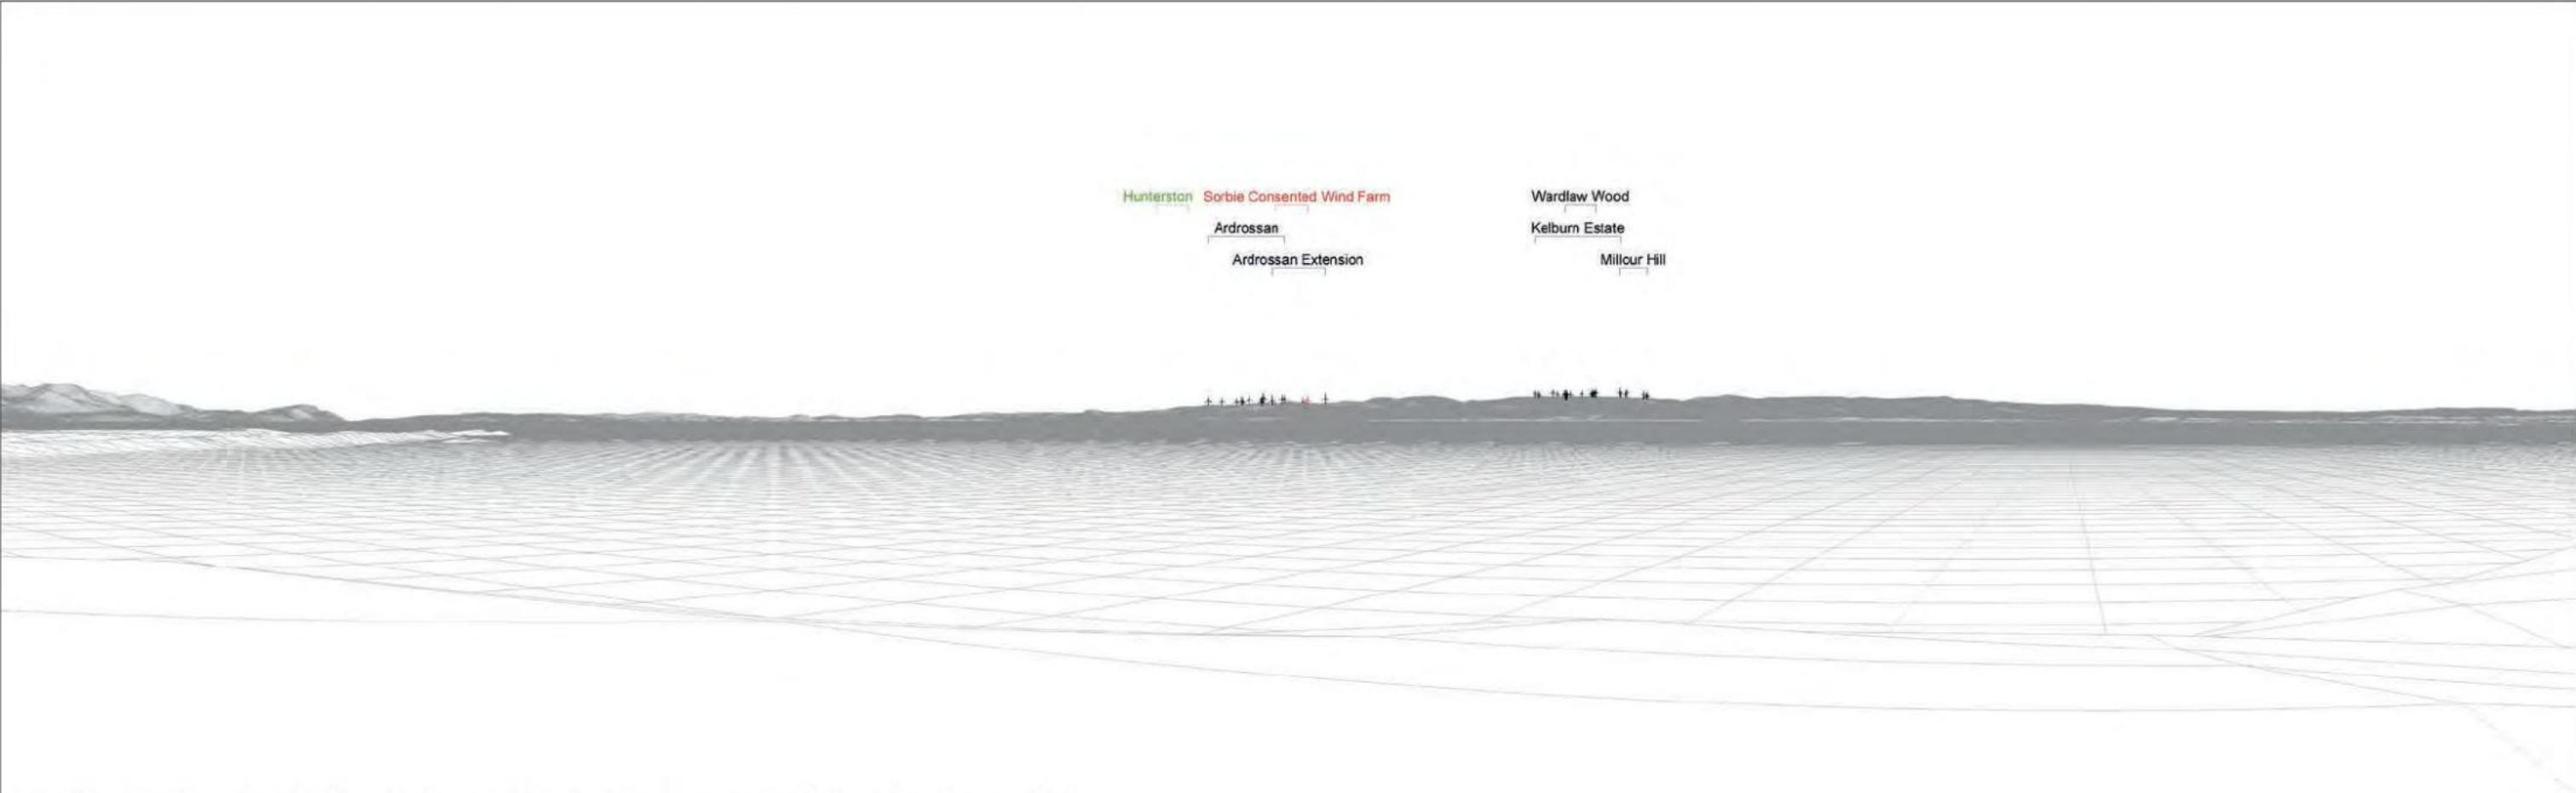 Hunterston Sorbie Consented Wind Farm Wardlaw Wood
Ardrossan Kelburn Estate
Ardrossan Extension Millour Hill